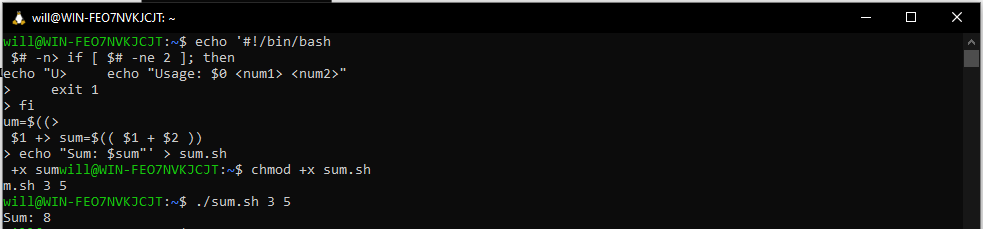 will@WIN-FEO7NVKJCJT: ~
will@WIN-FEO7NVKJCJT:~$ echo '#!/bin/bash
 $# -n> if [ $# -ne 2 ]; then
echo "U>     echo "Usage: $0 <num1> <num2>"
>     exit 1
> fi
um=$((>
 $1 +> sum=$(( $1 + $2 ))
> echo "Sum: $sum"' > sum.sh
 +x sumwill@WIN-FEO7NVKJCJT:~$ chmod +x sum.sh
m.sh 3 5
will@WIN-FEO7NVKJCJT:~$ ./sum.sh 3 5
Sum: 8